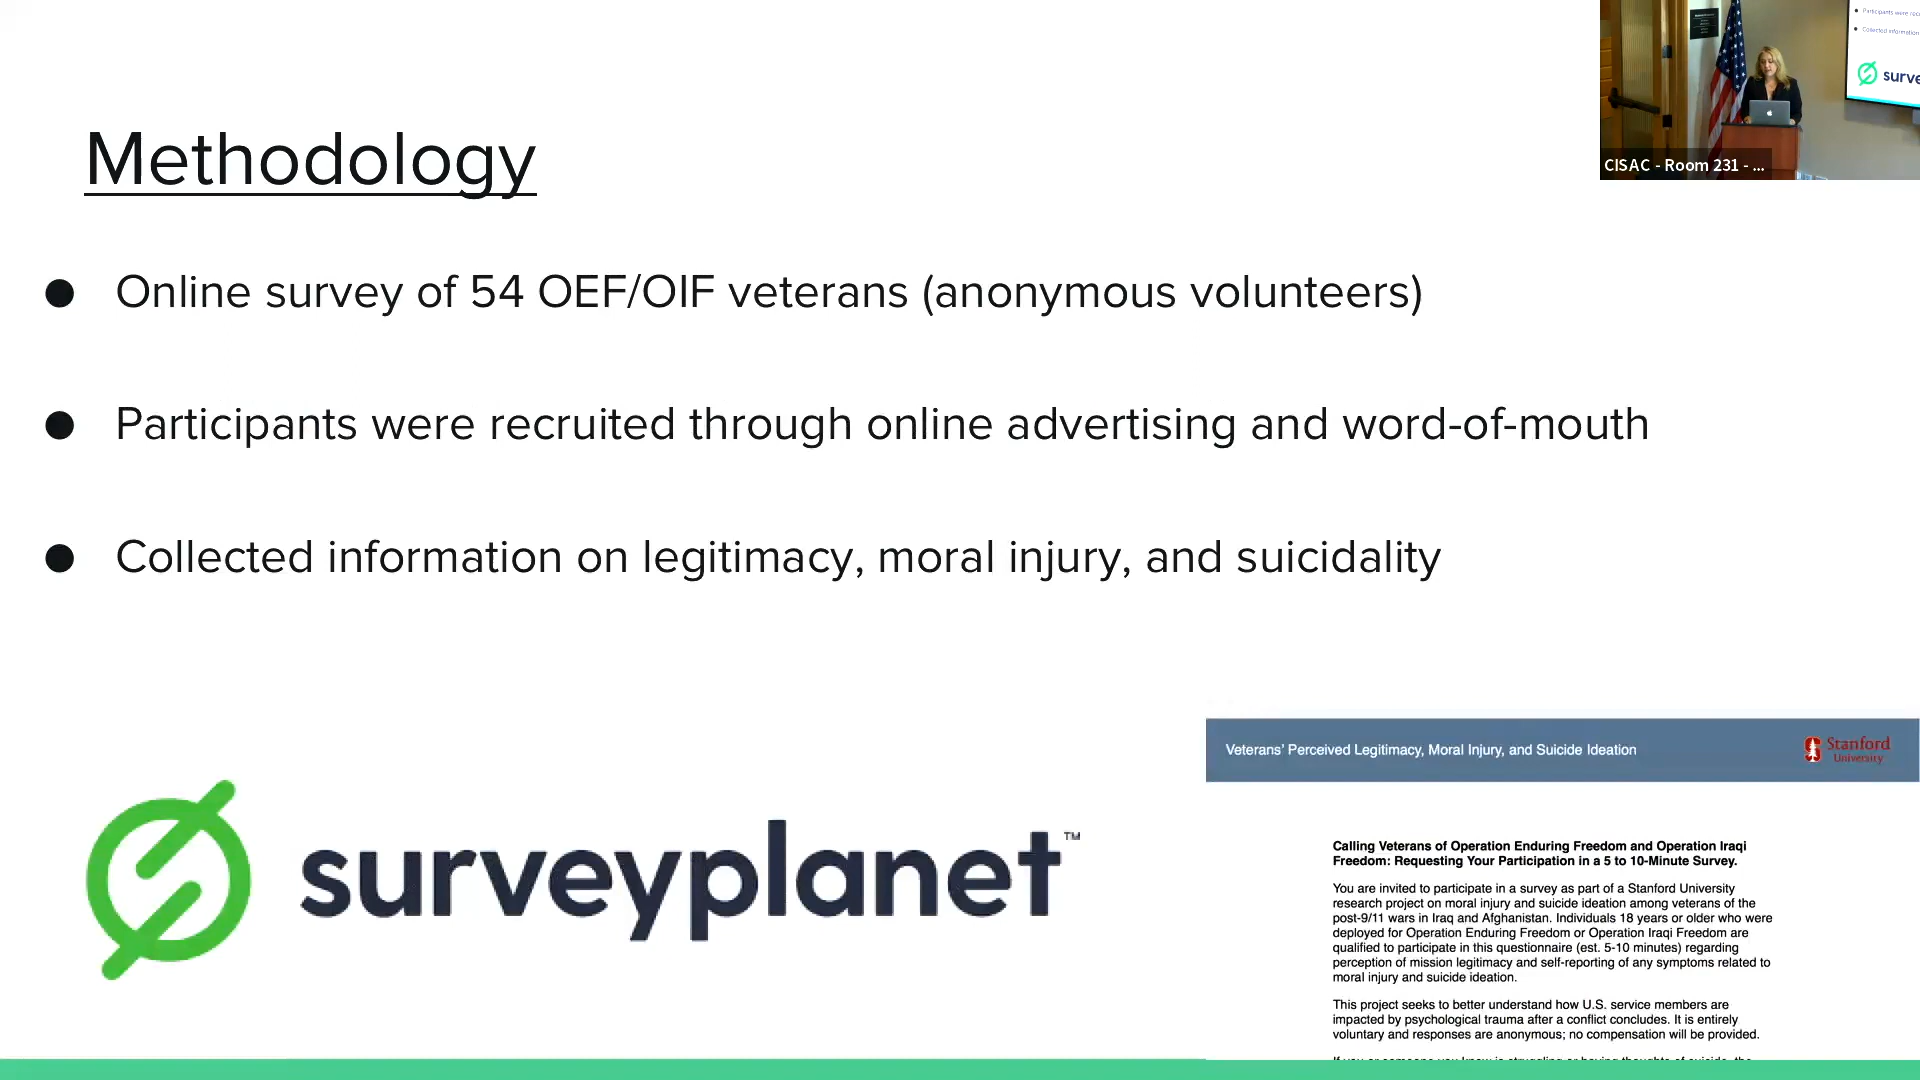 Methodology
● Online survey of 54 OEF/OIF veterans (anonymous volunteers)
● Participants were recruited through online advertising and word-of-mouth
● Collected information on legitimacy, moral injury, and suicidality
surveyplanet™
Veterans' Perceived Legitimacy, Moral Injury, and Suicide Ideation
Stanford
University
Calling Veterans of Operation Enduring Freedom and Operation Iraqi
Freedom: Requesting Your Participation in a 5 to 10-Minute Survey.
You are invited to participate in a survey as part of a Stanford University
research project on moral injury and suicide ideation among veterans of the
post-9/11 wars in Iraq and Afghanistan. Individuals 18 years or older who were
deployed for Operation Enduring Freedom or Operation Iraqi Freedom are
qualified to participate in this questionnaire (est. 5-10 minutes) regarding
perception of mission legitimacy and self-reporting of any symptoms related to
moral injury and suicide ideation.
This project seeks to better understand how U.S. service members are
impacted by psychological trauma after a conflict concludes. It is entirely
voluntary and responses are anonymous; no compensation will be provided.
Participants were rec
Collected information
surve
CISAC - Room 231 - ...